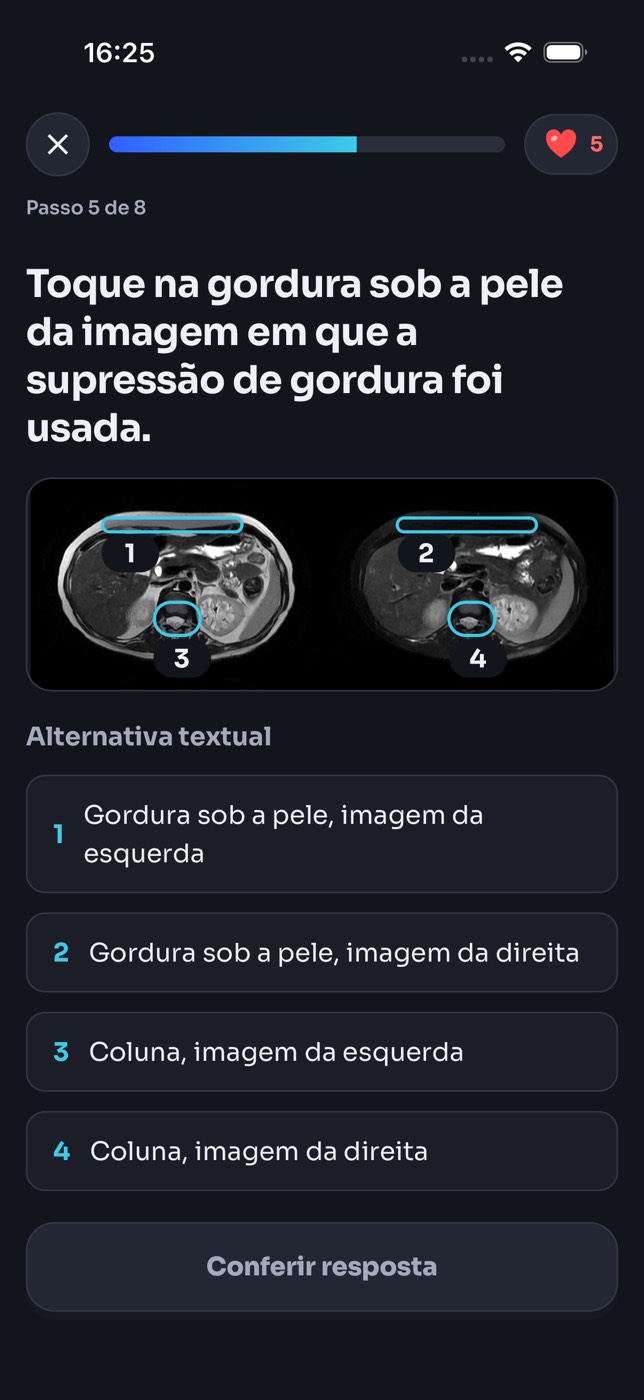 16:25
5
Passo 5 de 8
Toque na gordura sob a pele
da imagem em que a
supressão de gordura foi
usada.
1
2
3
4
Alternativa textual
1 Gordura sob a pele, imagem da
esquerda
2 Gordura sob a pele, imagem da direita
3 Coluna, imagem da esquerda
4 Coluna, imagem da direita
Conferir resposta